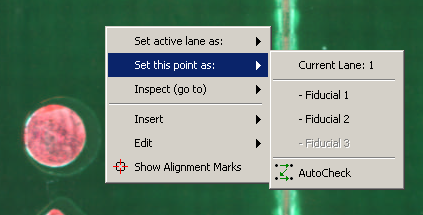 Set active lane as:
Set this point as:
Inspect (go to)
Insert
Edit
Show Alignment Marks
Current Lane: 1
- Fiducial 1
- Fiducial 2
- Fiducial 3
AutoCheck